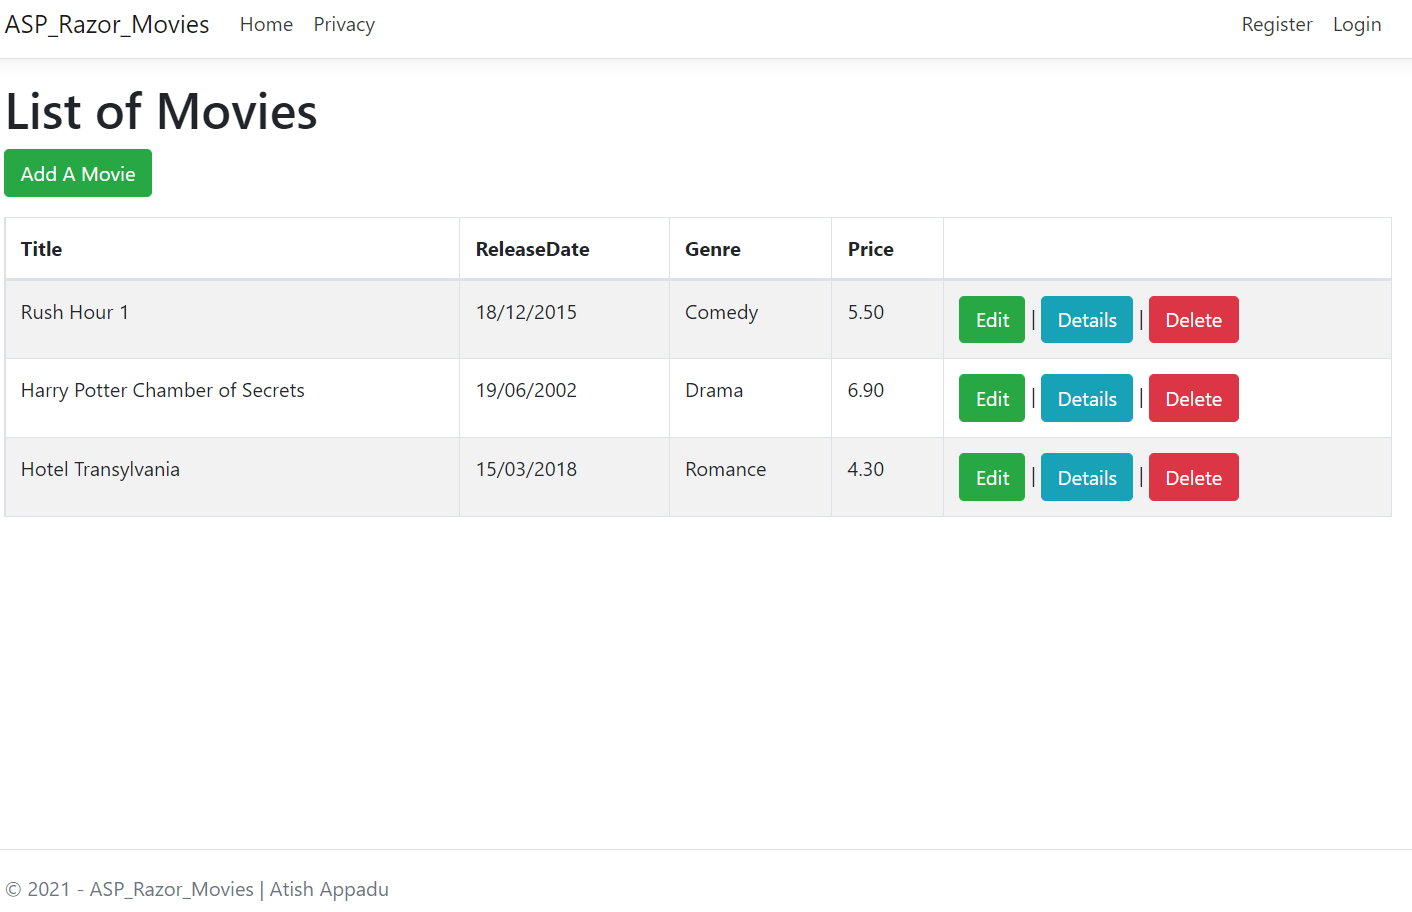 ASP_Razor_Movies Home Privacy Register Login
List of Movies
Add A Movie
Title ReleaseDate Genre Price
Rush Hour 1 18/12/2015 Comedy 5.50 Edit | Details | Delete
Harry Potter Chamber of Secrets 19/06/2002 Drama 6.90 Edit | Details | Delete
Hotel Transylvania 15/03/2018 Romance 4.30 Edit | Details | Delete
© 2021 - ASP_Razor_Movies | Atish Appadu